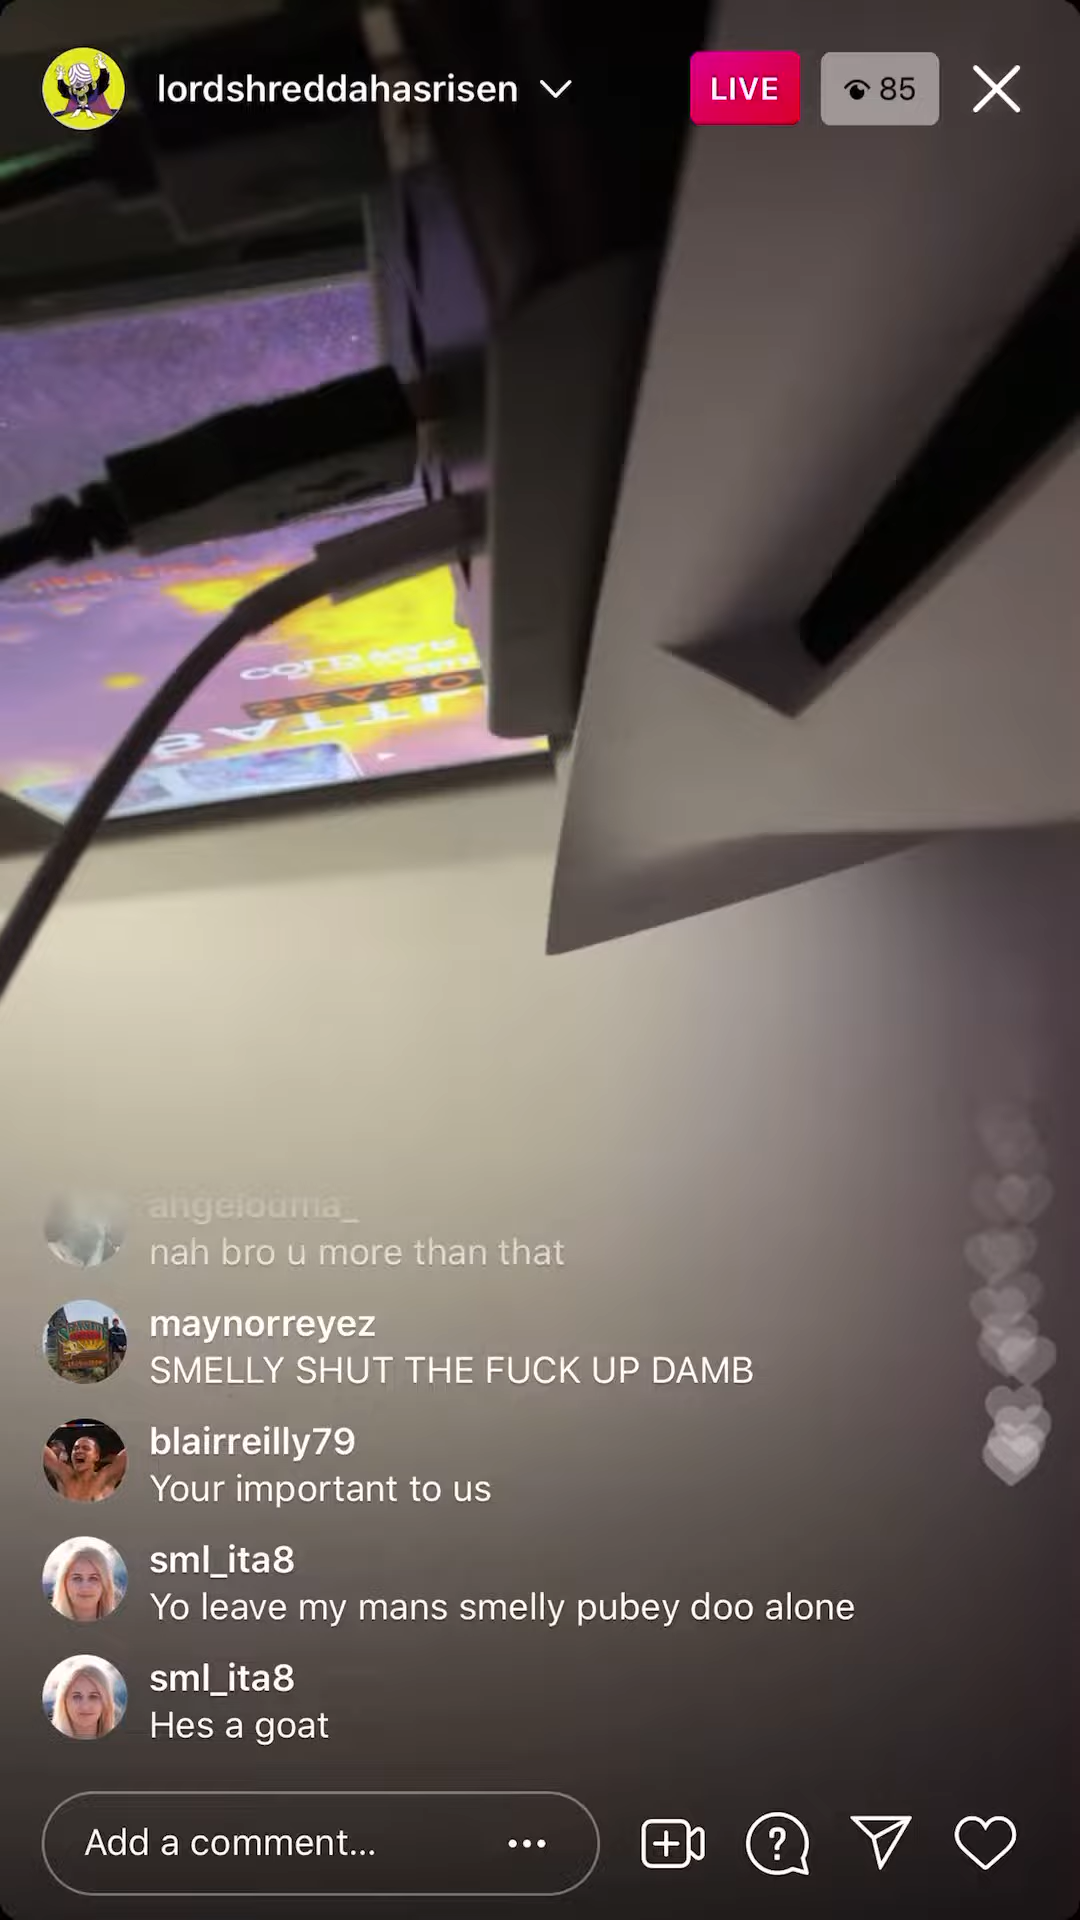 lordshreddahasrisen
LIVE
85
angelodma_
nah bro u more than that
maynorreyez
SMELLY SHUT THE FUCK UP DAMB
blairreilly79
Your important to us
sml_ita8
Yo leave my mans smelly pubey doo alone
sml_ita8
Hes a goat
Add a comment...